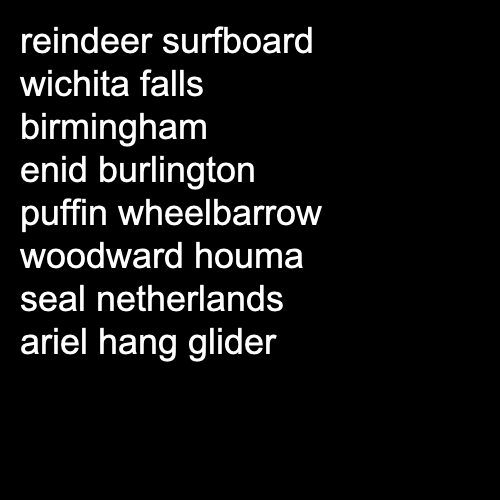 reindeer surfboard
wichita falls
birmingham
enid burlington
puffin wheelbarrow
woodward houma
seal netherlands
ariel hang glider